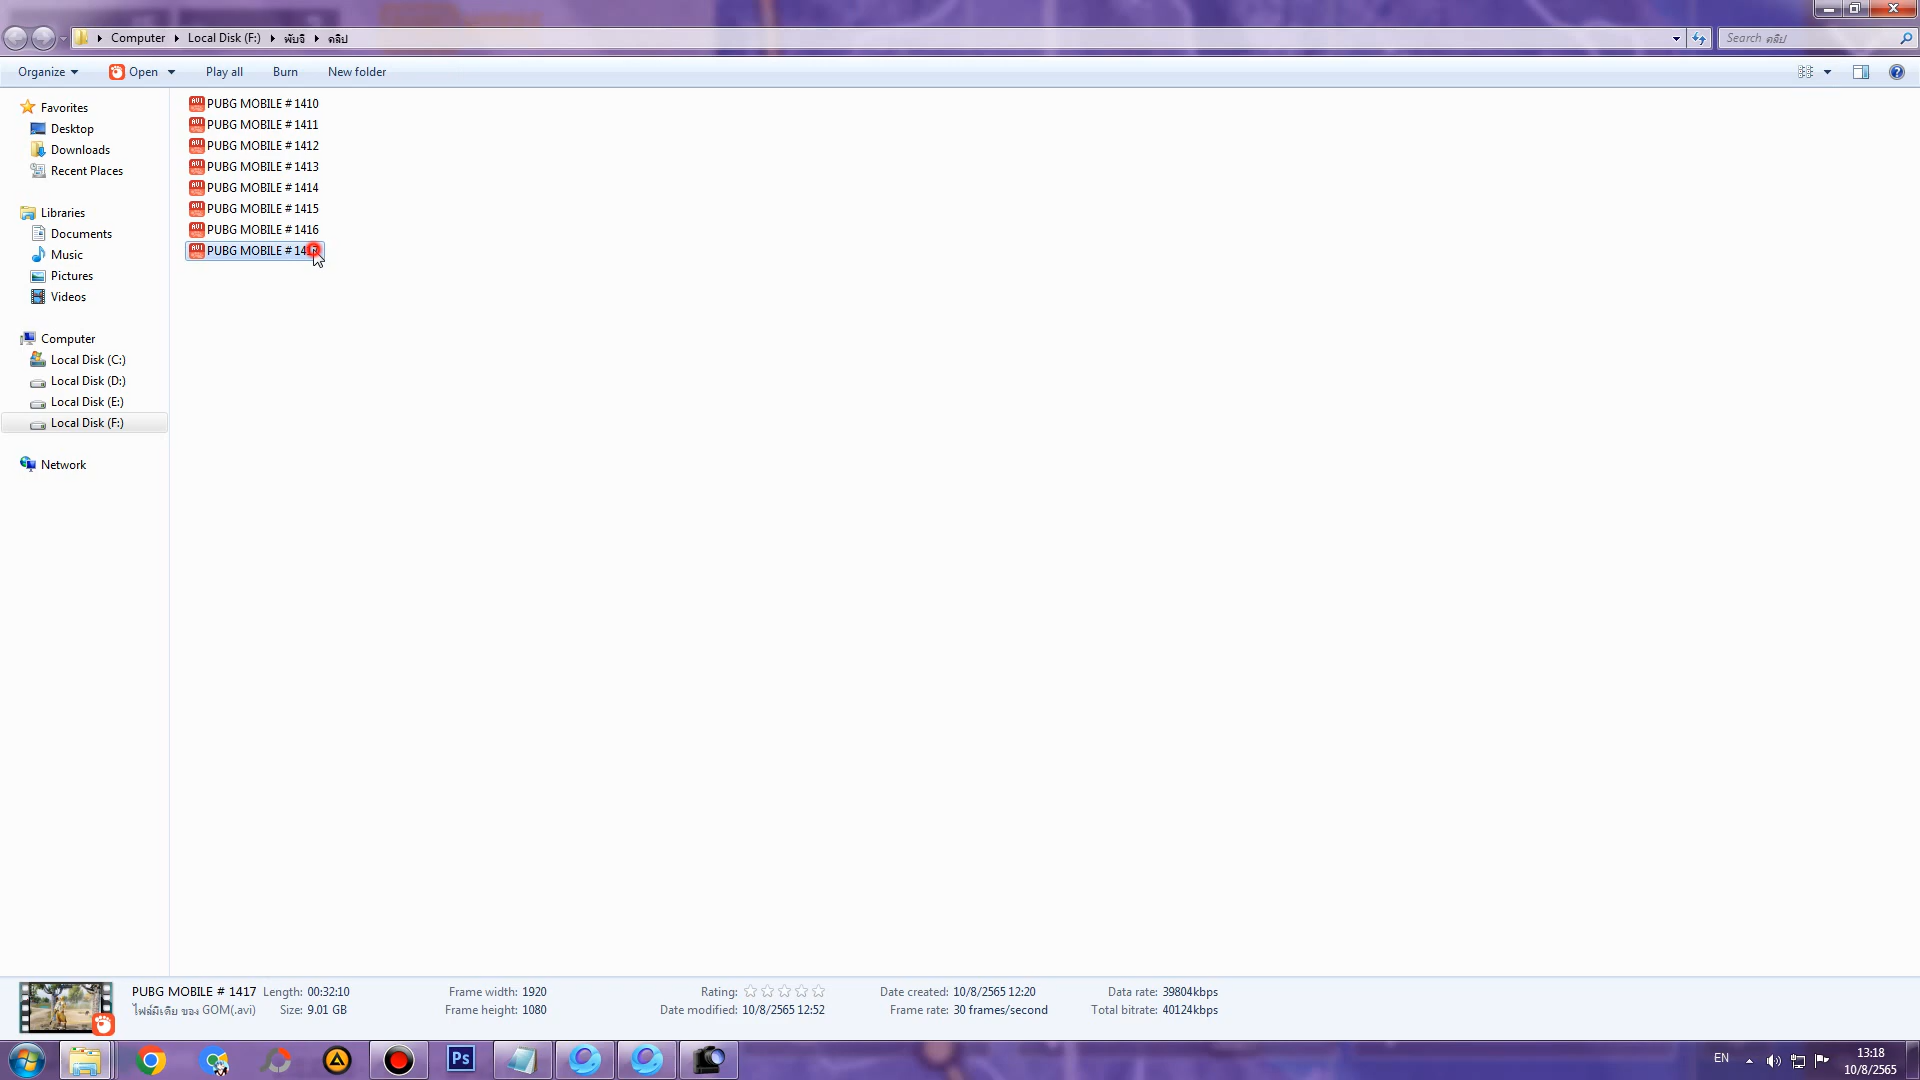 Computer Local Disk (F:) พับจี คลิป
Search คลิป
Organize Open Play all Burn New folder
Favorites
Desktop
Downloads
Recent Places
Libraries
Documents
Music
Pictures
Videos
Computer
Local Disk (C:)
Local Disk (D:)
Local Disk (E:)
Local Disk (F:)
Network
PUBG MOBILE # 1410
PUBG MOBILE # 1411
PUBG MOBILE # 1412
PUBG MOBILE # 1413
PUBG MOBILE # 1414
PUBG MOBILE # 1415
PUBG MOBILE # 1416
PUBG MOBILE # 141
PUBG MOBILE # 1417 Length: 00:32:10 Frame width: 1920 Rating: Date created: 10/8/2565 12:20 Data rate: 39804kbps
ไฟล์มีเดีย ของ GOM(.avi) Size: 9.01 GB Frame height: 1080 Date modified: 10/8/2565 12:52 Frame rate: 30 frames/second Total bitrate: 40124kbps
Ps
EN
13:18
10/8/2565